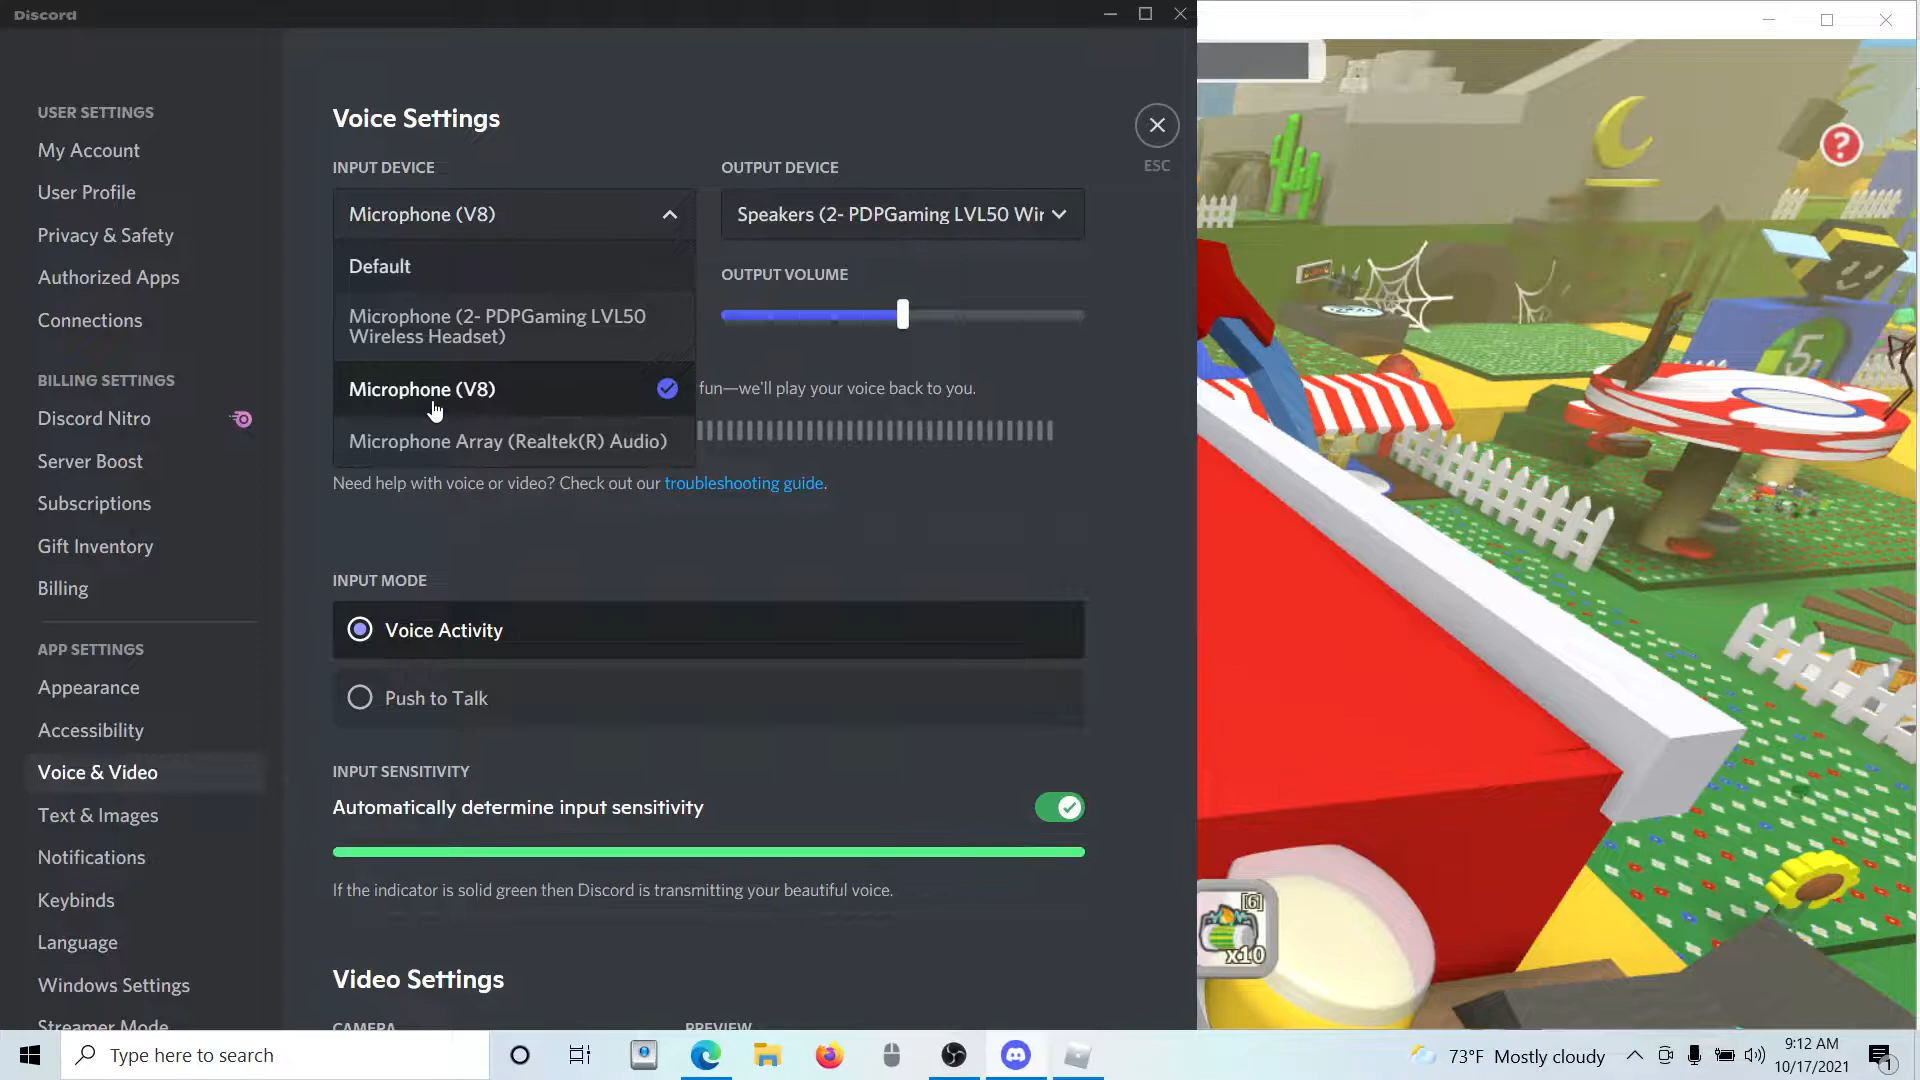 Discord
USER SETTINGS
My Account
User Profile
Privacy & Safety
Authorized Apps
Connections
BILLING SETTINGS
Discord Nitro
Server Boost
Subscriptions
Gift Inventory
Billing
APP SETTINGS
Appearance
Accessibility
Voice & Video
Text & Images
Notifications
Keybinds
Language
Windows Settings
Streamer Mode
Voice Settings
INPUT DEVICE
Microphone (V8)
Default
Microphone (2- PDPGaming LVL50
Wireless Headset)
Microphone (V8)
Microphone Array (Realtek(R) Audio)
OUTPUT DEVICE
Speakers (2- PDPGaming LVL50 Wir
OUTPUT VOLUME
fun—we'll play your voice back to you.
Need help with voice or video? Check out our troubleshooting guide.
INPUT MODE
Voice Activity
Push to Talk
INPUT SENSITIVITY
Automatically determine input sensitivity
If the indicator is solid green then Discord is transmitting your beautiful voice.
Video Settings
CAMERA
PREVIEW
ESC
?
5
[6]
x10
Type here to search
73°F Mostly cloudy
9:12 AM
10/17/2021
1